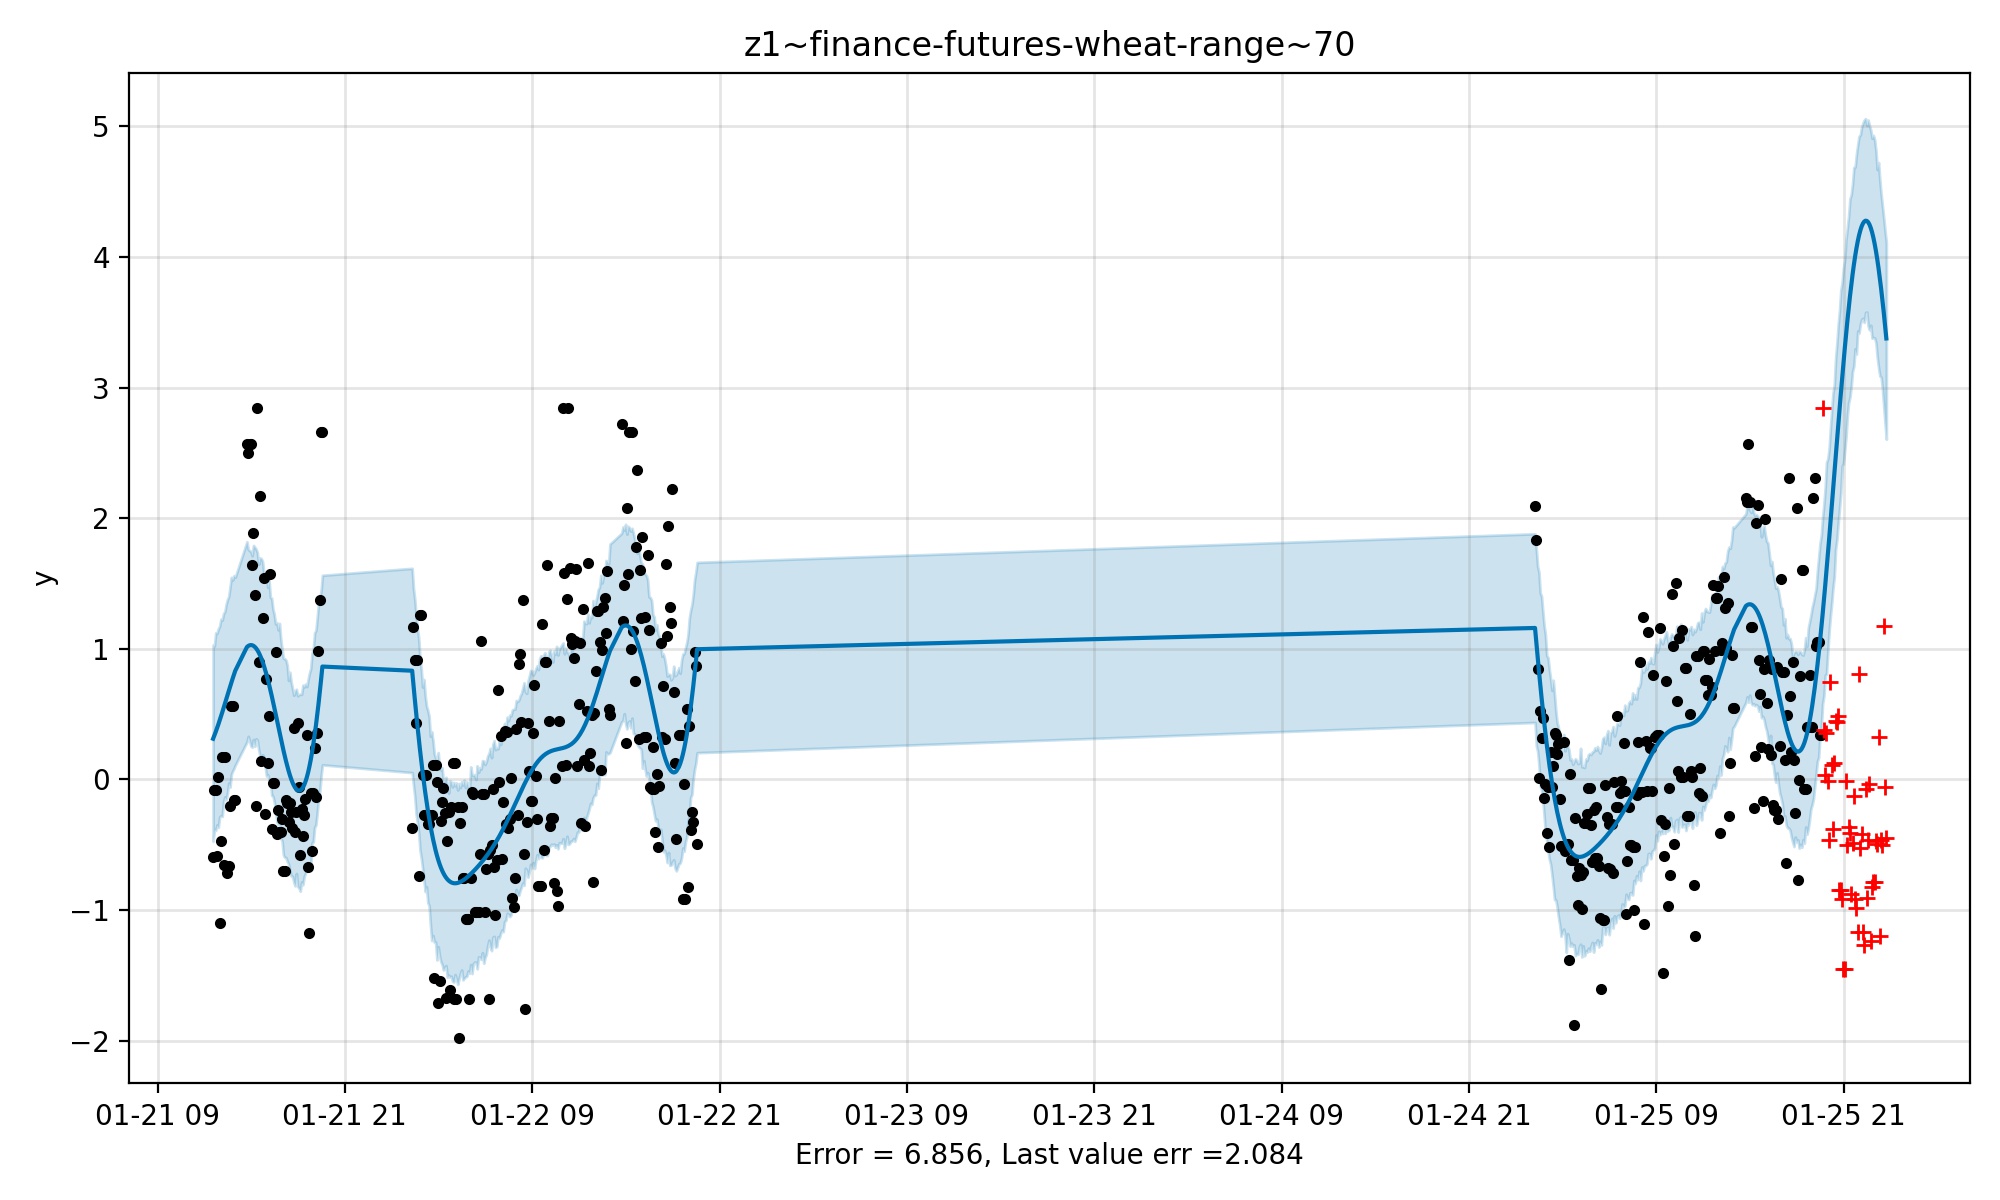 z1~finance-futures-wheat-range~70
5
4
3
2
1
0
−1
−2
y
01-21 09 01-21 21 01-22 09 01-22 21 01-23 09 01-23 21 01-24 09 01-24 21 01-25 09 01-25 21
Error = 6.856, Last value err =2.084